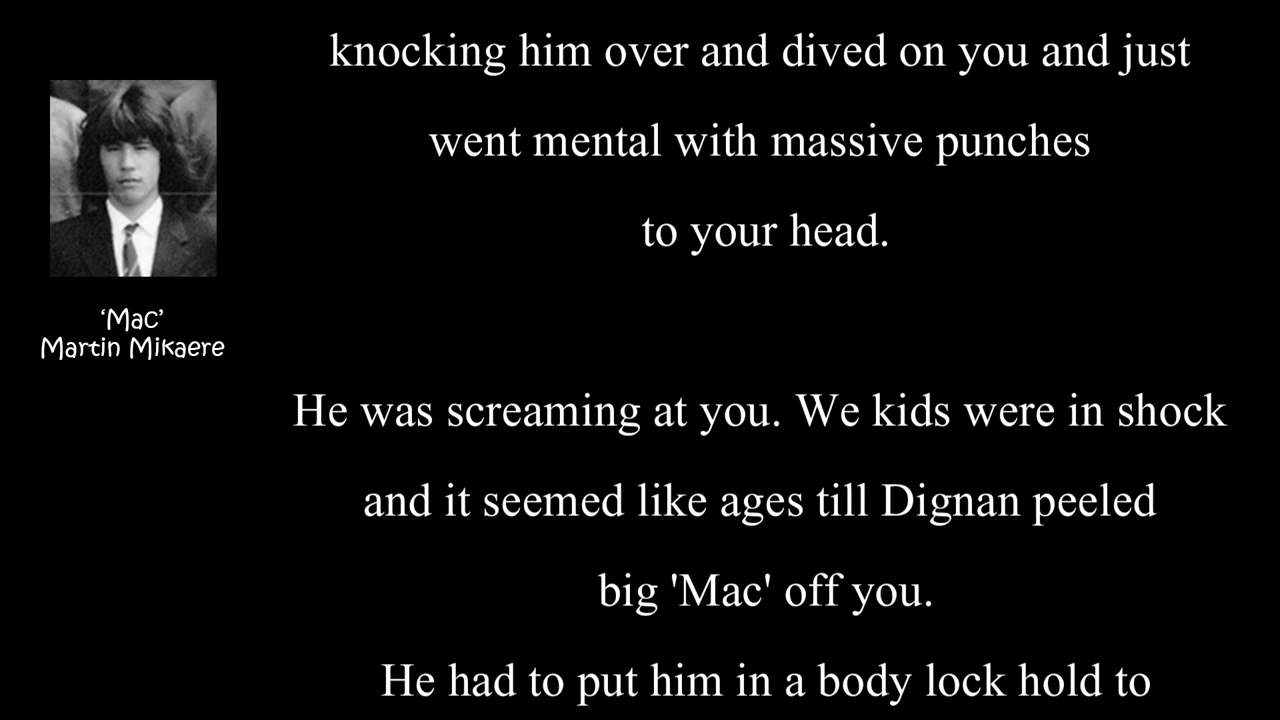 knocking him over and dived on you and just
went mental with massive punches
to your head.
‘Mac’
Martin Mikaere
He was screaming at you. We kids were in shock
and it seemed like ages till Dignan peeled
big 'Mac' off you.
He had to put him in a body lock hold to